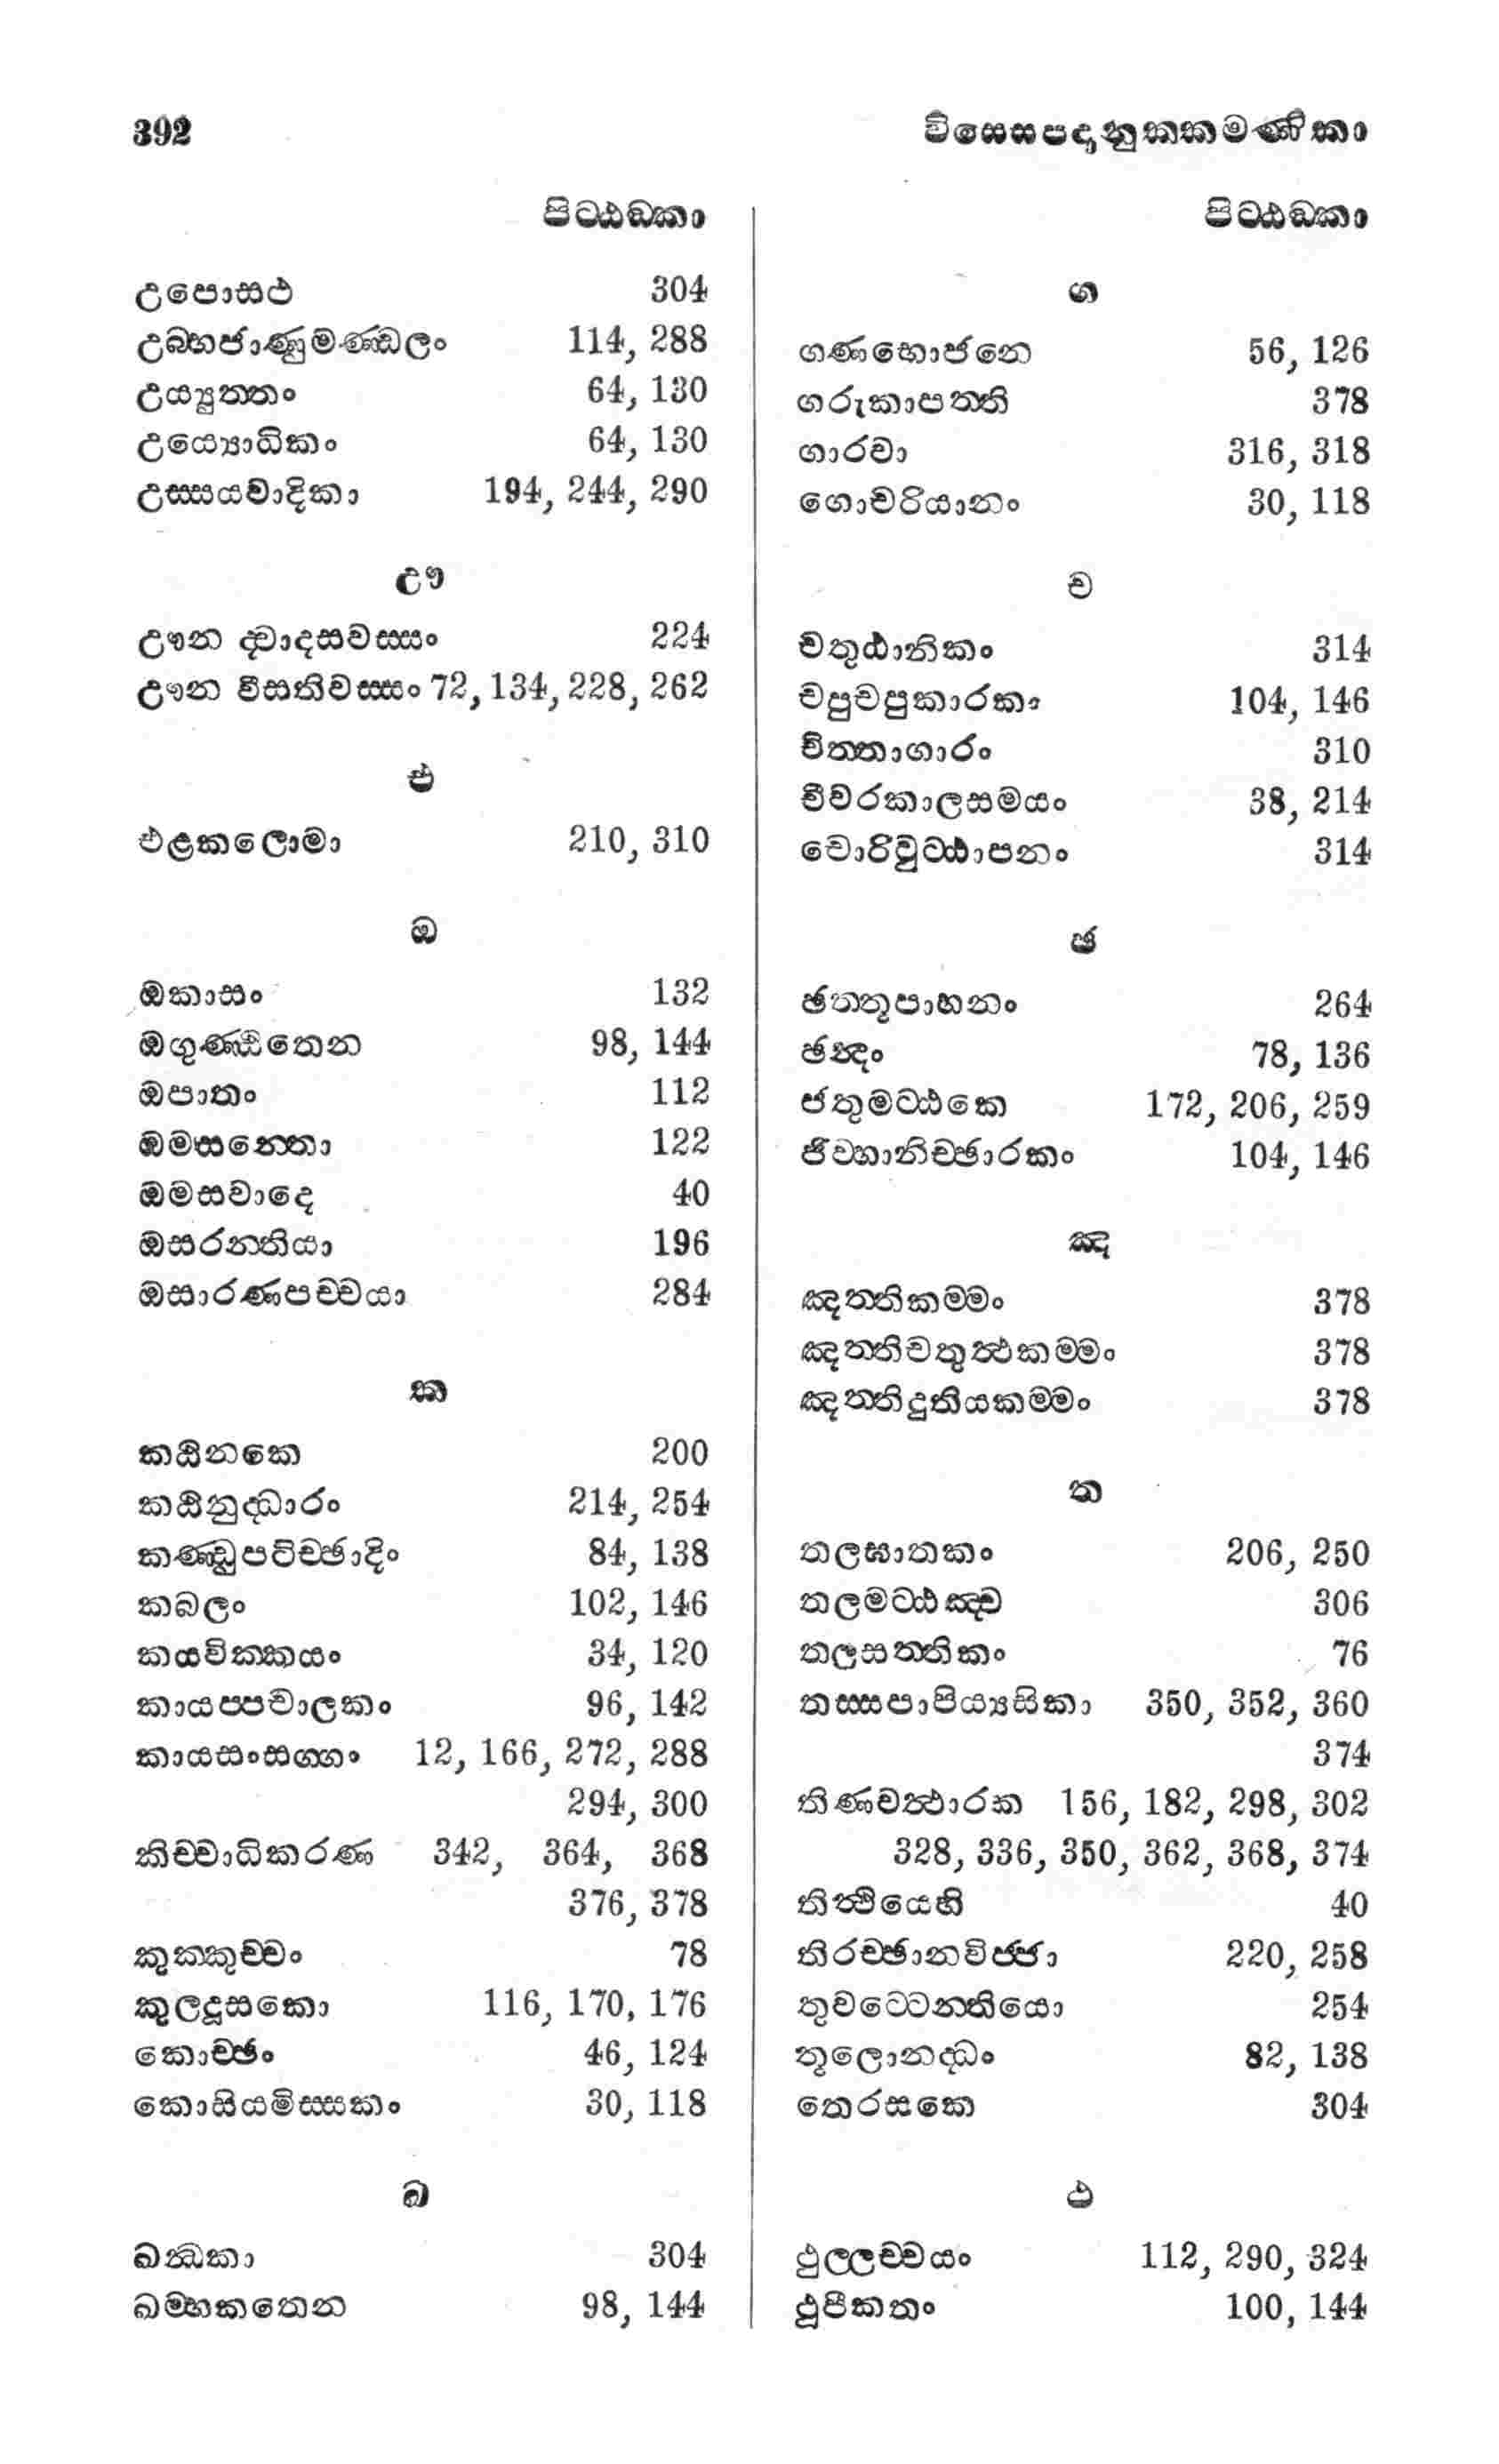 392 විසෙසපදානුක්කමණිකා
පිට්ඨඞ්කා
උපොසථ 304
උබ්භජාණුමණ්ඩලං 114, 288
උය්‍යුත්තං 64, 130
උය්‍යොධිකං 64, 130
උස්සයවාදිකා 194, 244, 290
ඌ
ඌන ද්වාදසවස්සං 224
ඌන වීසතිවස්සං 72, 134, 228, 262
එ
එළකලොමා 210, 310
ඔ
ඔකාසං 132
ඔගුණ්ඨිතෙන 98, 144
ඔපාතං 112
ඔමසන්තො 122
ඔමසවාදෙ 40
ඔසරන්තියා 196
ඔසාරණපච්චයා 284
ක
කඨිනකෙ 200
කඨිනුද්ධාරං 214, 254
කණ්ඩුපටිච්ඡාදිං 84, 138
කබලං 102, 146
කයවික්කයං 34, 120
කායප්පචාලකං 96, 142
කායසංසග්ගං 12, 166, 272, 288
294, 300
කිච්චාධිකරණ 342, 364, 368
376, 378
කුක්කුච්චං 78
කුලදූසකො 116, 170, 176
කොච්ඡං 46, 124
කොසියමිස්සකං 30, 118
ඛ
ඛන්ධකා 304
ඛම්භකතෙන 98, 144
පිට්ඨඞ්කා
ග
ගණභොජනෙ 56, 126
ගරුකාපත්ති 378
ගාරවා 316, 318
ගොචරියානං 30, 118
ච
චතුට්ඨානිකං 314
චපුචපුකාරකං 104, 146
චිත්තාගාරං 310
චීවරකාලසමයං 38, 214
චොරිවුට්ඨාපනං 314
ඡ
ඡත්තූපාහනං 264
ඡන්දං 78, 136
ජතුමට්ඨකෙ 172, 206, 259
ජිව්හානිච්ඡාරකං 104, 146
ඤ
ඤත්තිකම්මං 378
ඤත්තිචතුත්ථකම්මං 378
ඤත්තිදුතියකම්මං 378
ත
තලඝාතකං 206, 250
තලමට්ඨඤ්ච 306
තලසත්තිකං 76
තස්සපාපිය්‍යසිකා 350, 352, 360
374
තිණවත්ථාරක 156, 182, 298, 302
328, 336, 350, 362, 368, 374
තිත්ථියෙහි 40
තිරච්ඡානවිජ්ජා 220, 258
තුවට්ටෙන්තියො 254
තූලොනද්ධං 82, 138
තෙරසකෙ 304
ථ
ථුල්ලච්චයං 112, 290, 324
ථූපීකතං 100, 144